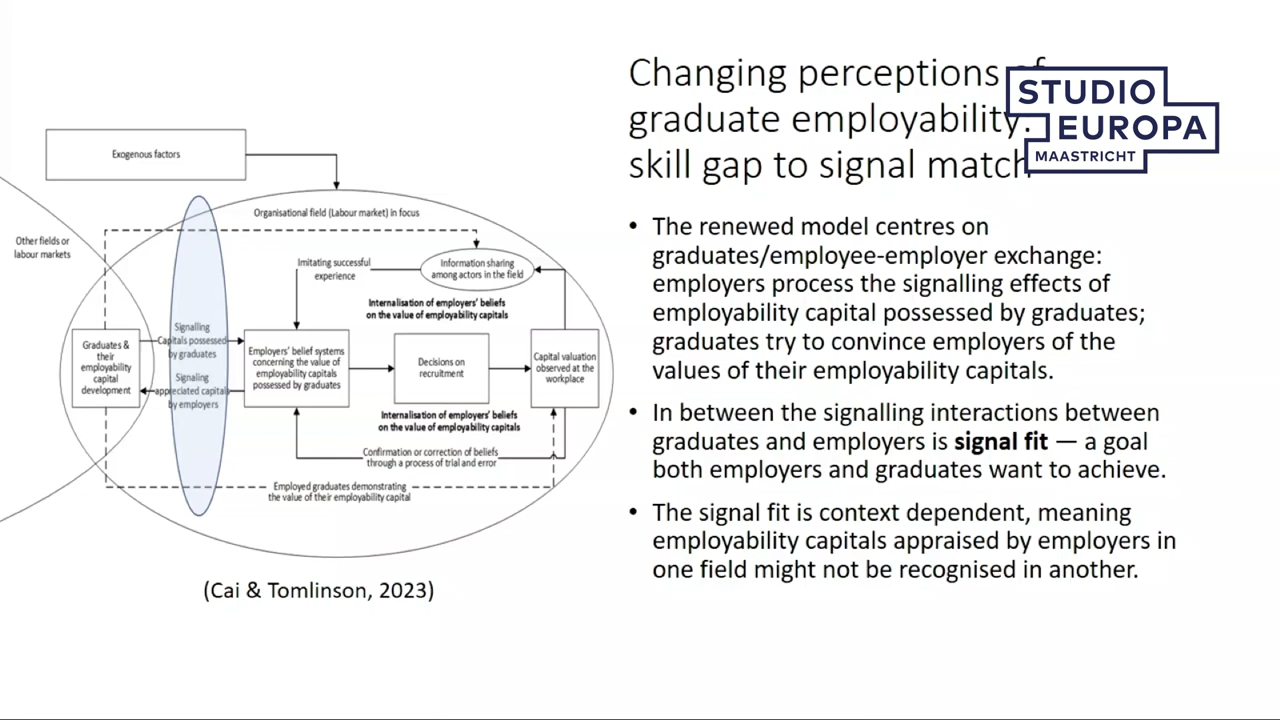 Changing perceptions of
graduate employability:
skill gap to signal match
STUDIO
EUROPA
MAASTRICHT
Exogenous factors
Organisational field (Labour market) in focus
Other fields or
labour markets
Imitating successful
experience
Information sharing
among actors in the field
Internalisation of employers' beliefs
on the value of employability capitals
Graduates &
their
employability
capital
development
Signalling
Capitals possessed
by graduates
Signaling
appreciated capitals
by employers
Employers' belief systems
concerning the value of
employability capitals
possessed by graduates
Decisions on
recruitment
Capital valuation
observed at the
workplace
Internalisation of employers' beliefs
on the value of employability capitals
Confirmation or correction of beliefs
through a process of trial and error
Employed graduates demonstrating
the value of their employability capital
(Cai & Tomlinson, 2023)
• The renewed model centres on
graduates/employee-employer exchange:
employers process the signalling effects of
employability capital possessed by graduates;
graduates try to convince employers of the
values of their employability capitals.
• In between the signalling interactions between
graduates and employers is signal fit — a goal
both employers and graduates want to achieve.
• The signal fit is context dependent, meaning
employability capitals appraised by employers in
one field might not be recognised in another.